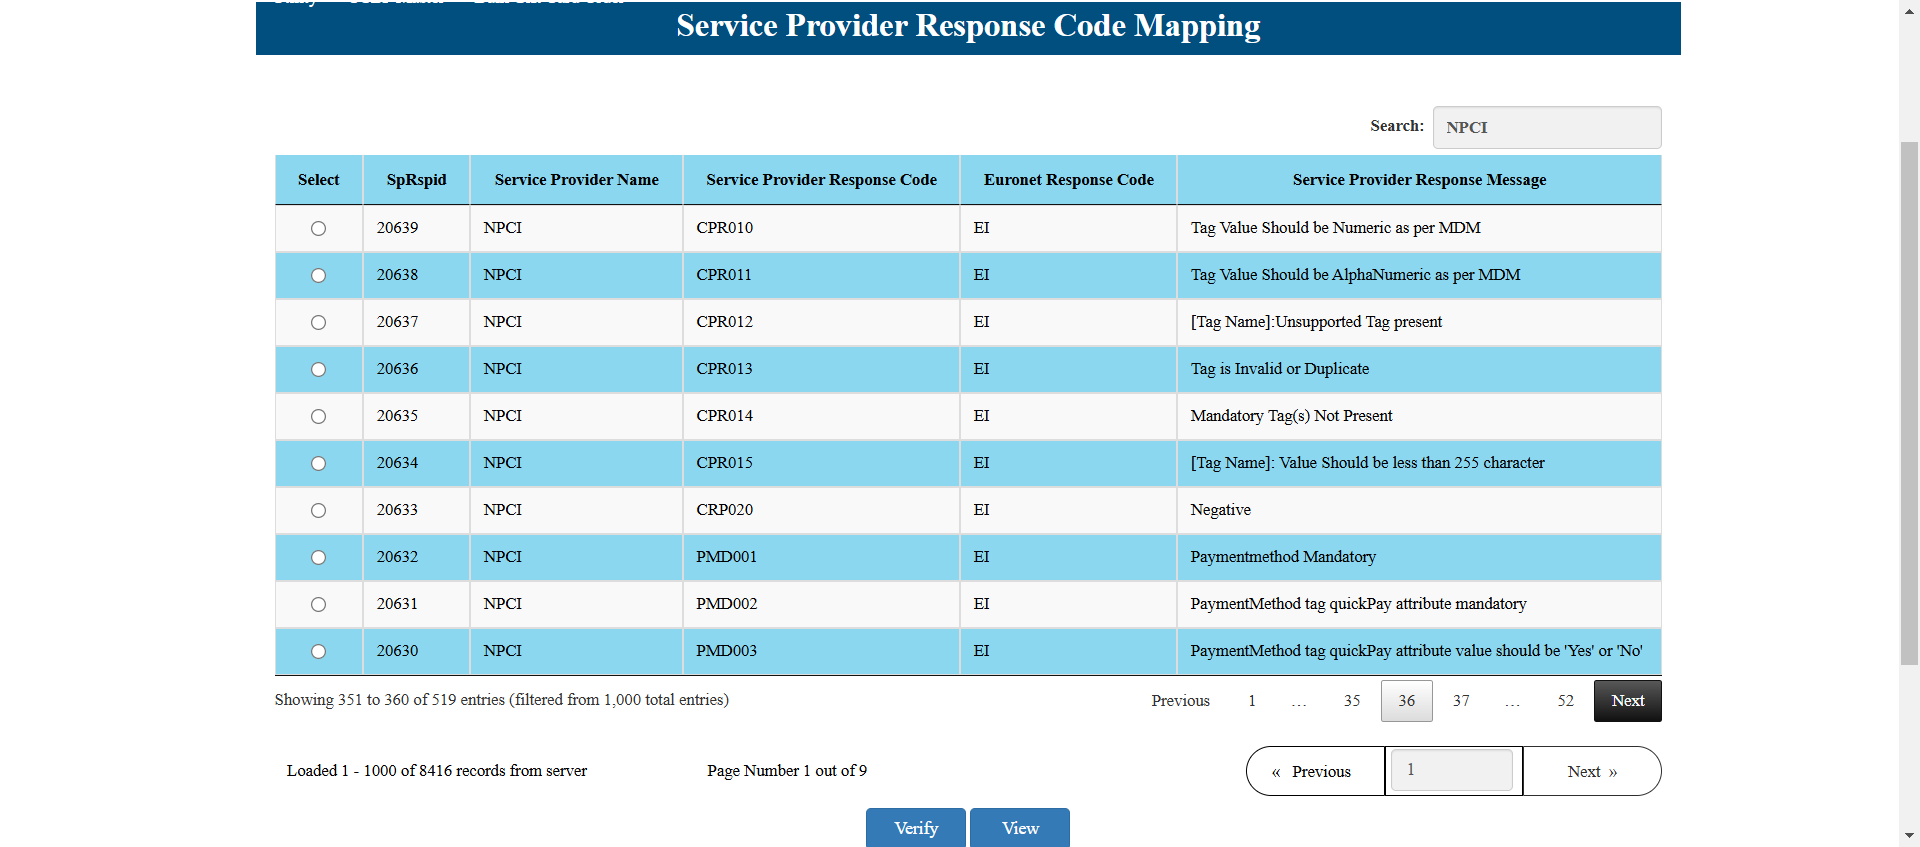 Service Provider Response Code Mapping
Search: NPCI
Select SpRspid Service Provider Name Service Provider Response Code Euronet Response Code Service Provider Response Message
20639 NPCI CPR010 EI Tag Value Should be Numeric as per MDM
20638 NPCI CPR011 EI Tag Value Should be AlphaNumeric as per MDM
20637 NPCI CPR012 EI [Tag Name]:Unsupported Tag present
20636 NPCI CPR013 EI Tag is Invalid or Duplicate
20635 NPCI CPR014 EI Mandatory Tag(s) Not Present
20634 NPCI CPR015 EI [Tag Name]: Value Should be less than 255 character
20633 NPCI CRP020 EI Negative
20632 NPCI PMD001 EI Paymentmethod Mandatory
20631 NPCI PMD002 EI PaymentMethod tag quickPay attribute mandatory
20630 NPCI PMD003 EI PaymentMethod tag quickPay attribute value should be 'Yes' or 'No'
Showing 351 to 360 of 519 entries (filtered from 1,000 total entries) Previous 1 … 35 36 37 … 52 Next
Loaded 1 - 1000 of 8416 records from server Page Number 1 out of 9 « Previous 1 Next »
Verify View